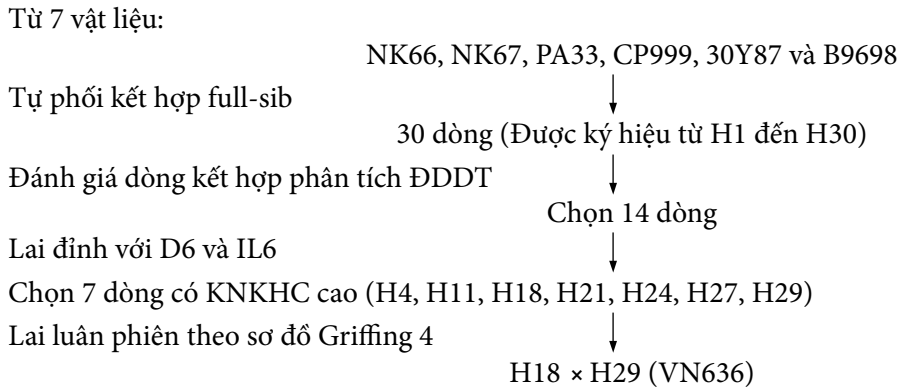 Từ 7 vật liệu:
NK66, NK67, PA33, CP999, 30Y87 và B9698
Tự phối kết hợp full-sib
30 dòng (Được ký hiệu từ H1 đến H30)
Đánh giá dòng kết hợp phân tích ĐDDT
Chọn 14 dòng
Lai đỉnh với D6 và IL6
Chọn 7 dòng có KNKHC cao (H4, H11, H18, H21, H24, H27, H29)
Lai luân phiên theo sơ đồ Griffing 4
H18 × H29 (VN636)